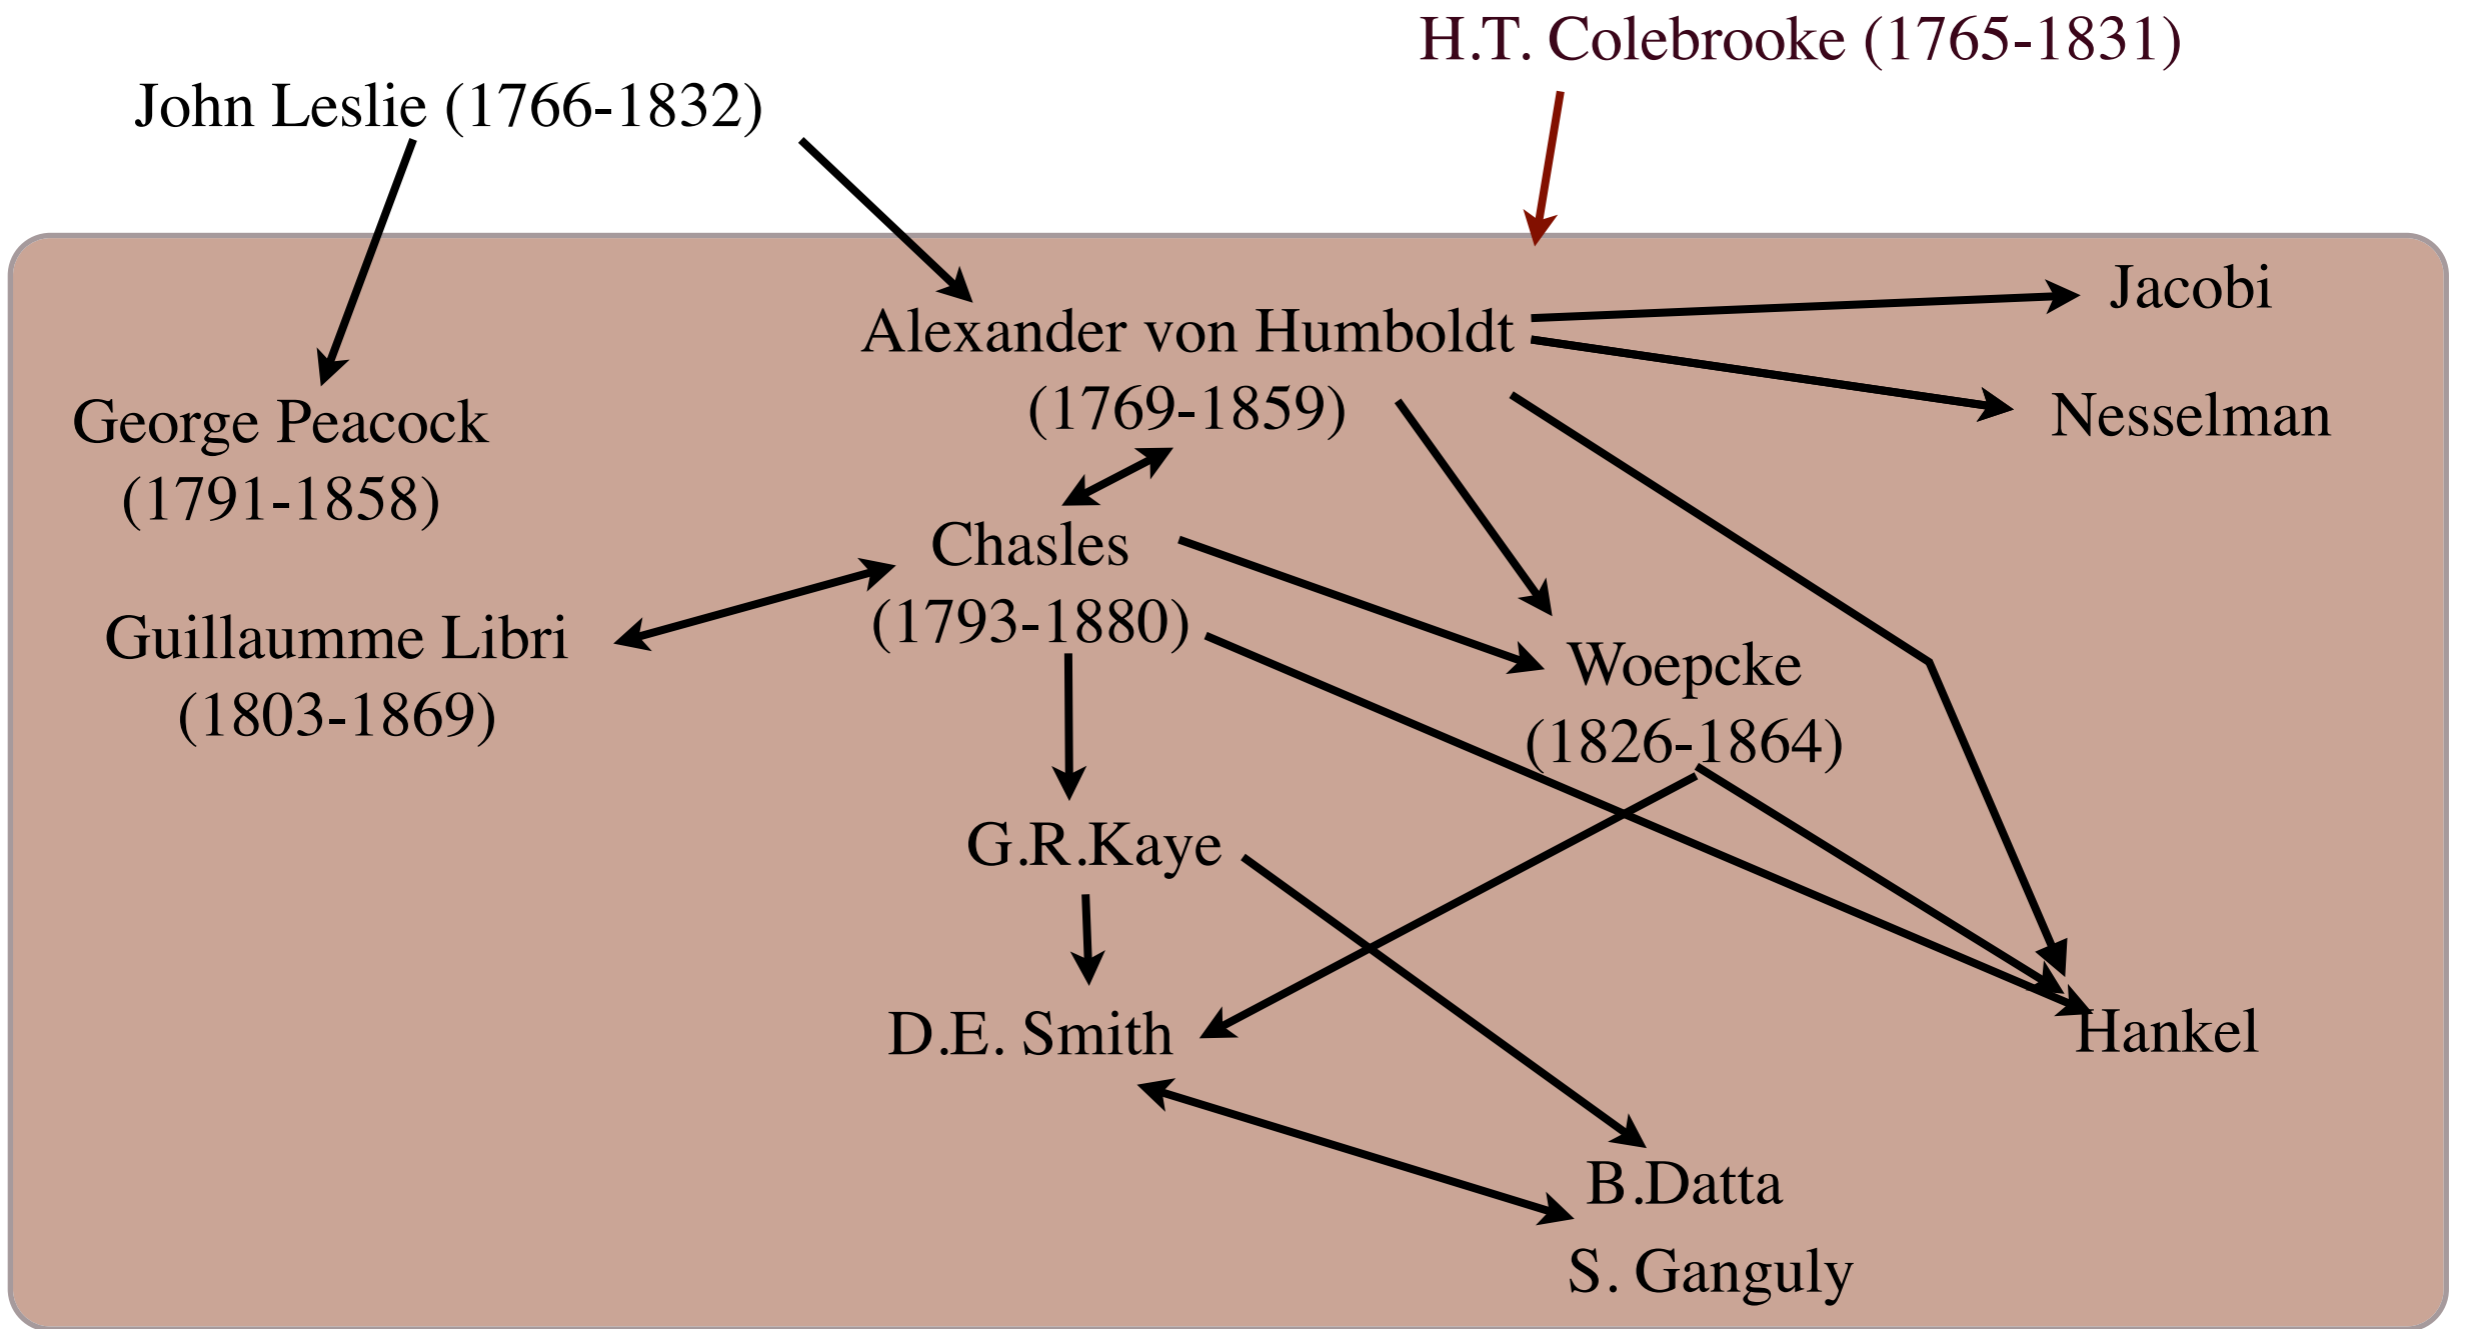 H.T. Colebrooke (1765-1831)
John Leslie (1766-1832)
Jacobi
Alexander von Humboldt
(1769-1859)
Nesselman
George Peacock
(1791-1858)
Chasles
(1793-1880)
Guillaumme Libri
(1803-1869)
Woepcke
(1826-1864)
G.R.Kaye
D.E. Smith
Hankel
B.Datta
S. Ganguly